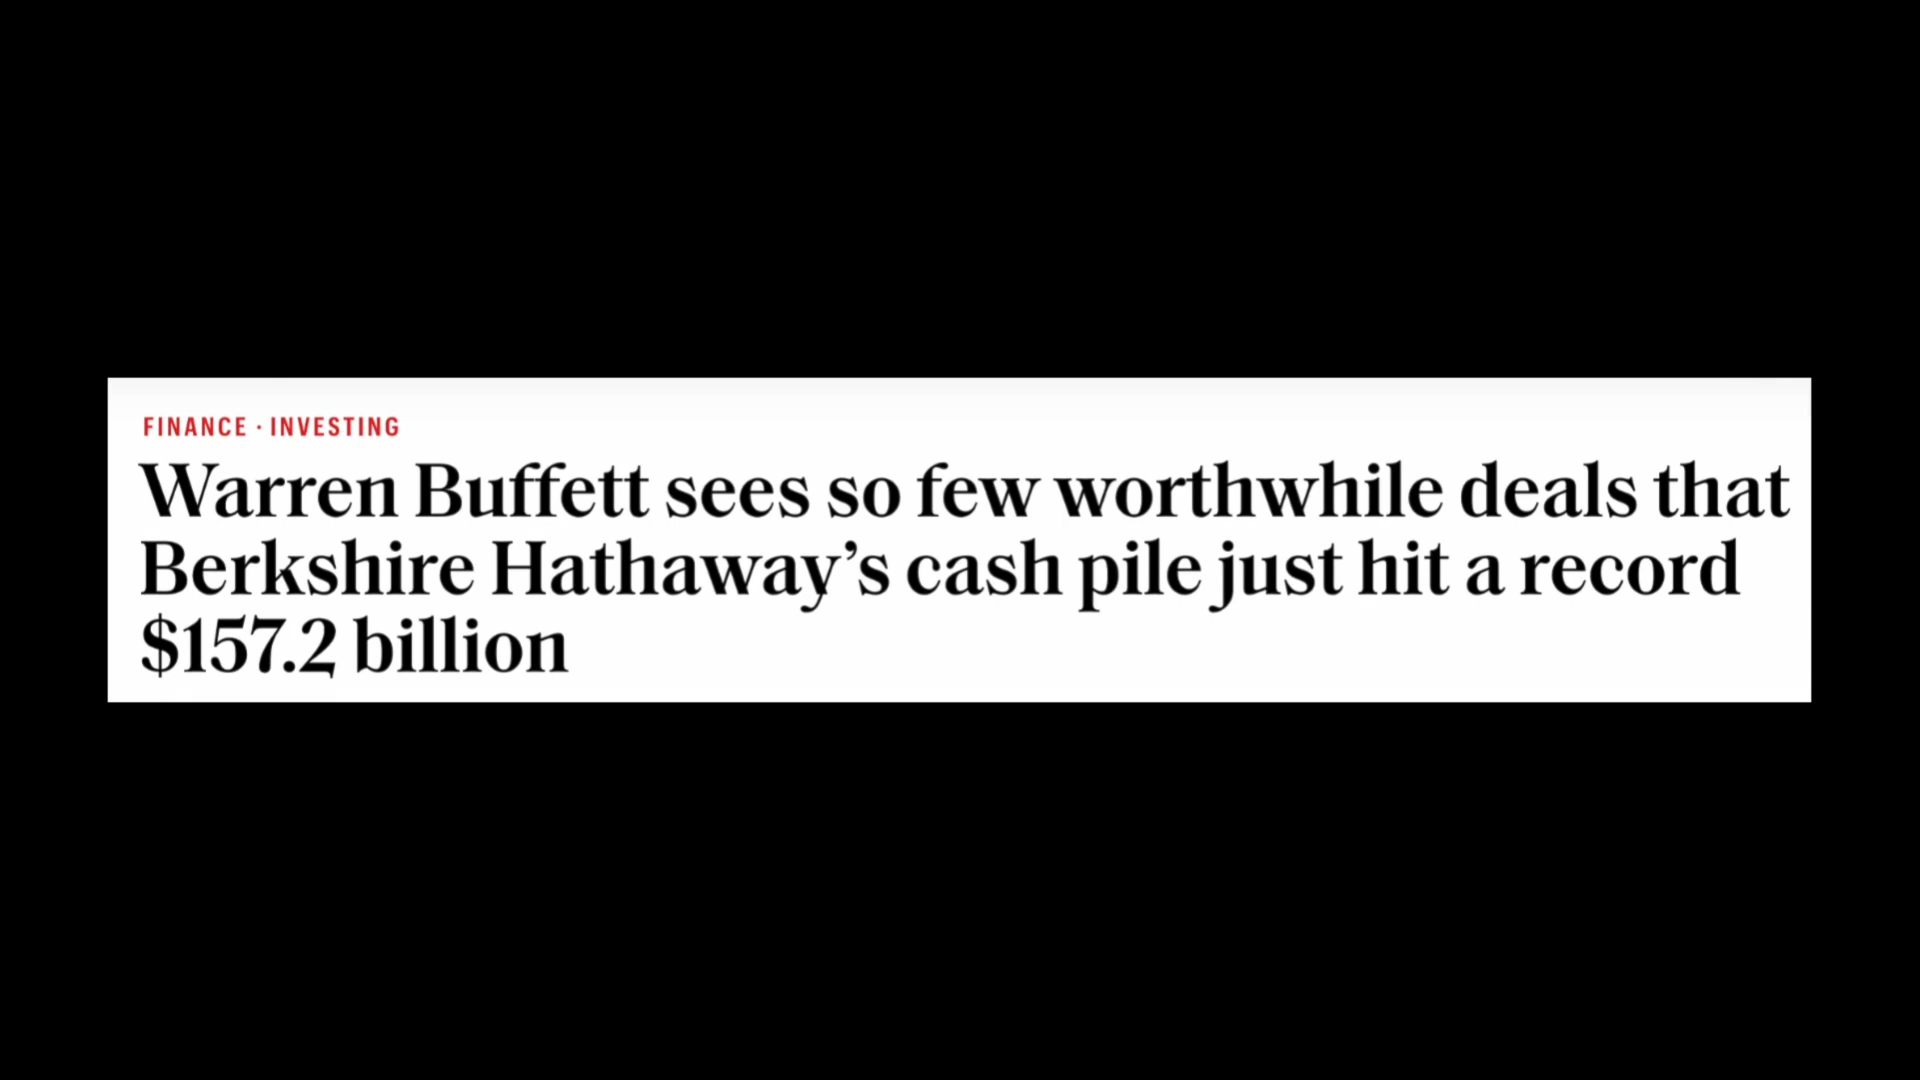 FINANCE · INVESTING
Warren Buffett sees so few worthwhile deals that
Berkshire Hathaway’s cash pile just hit a record
$157.2 billion